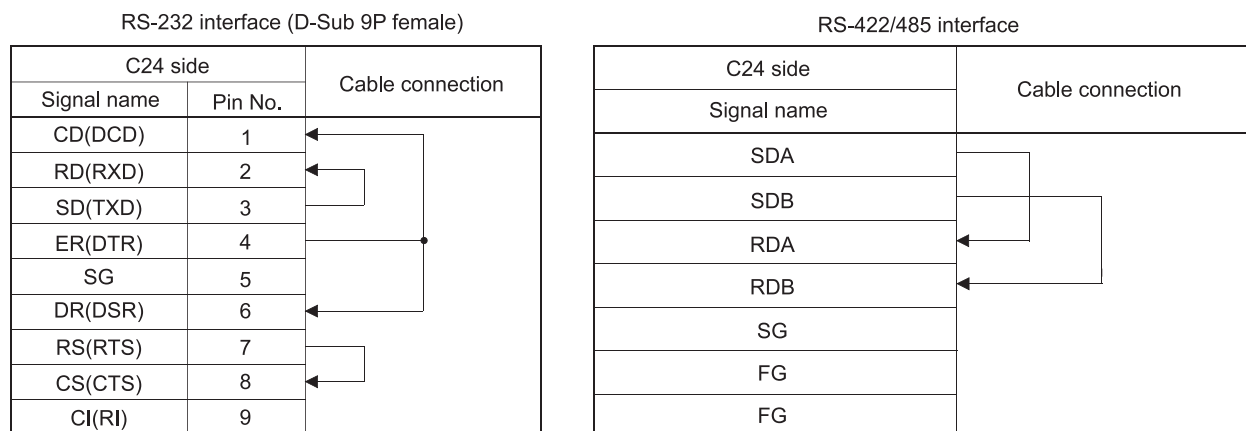 RS-232 interface (D-Sub 9P female)
C24 side
Cable connection
Signal name Pin No.
CD(DCD) 1
RD(RXD) 2
SD(TXD) 3
ER(DTR) 4
SG 5
DR(DSR) 6
RS(RTS) 7
CS(CTS) 8
CI(RI) 9
RS-422/485 interface
C24 side
Cable connection
Signal name
SDA
SDB
RDA
RDB
SG
FG
FG